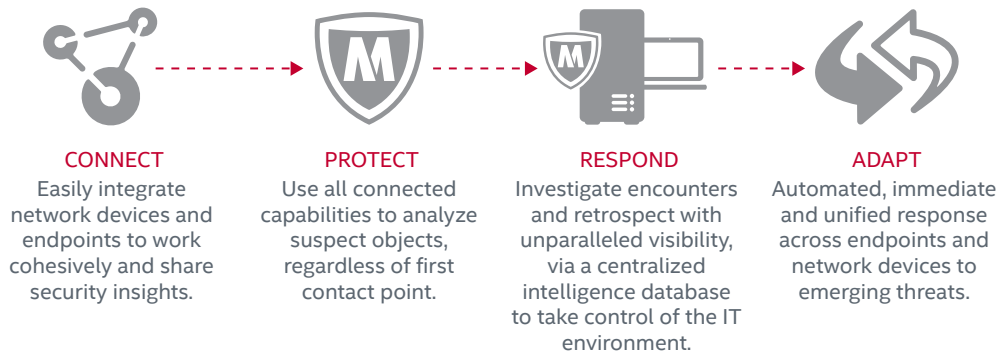 CONNECT
Easily integrate
network devices and
endpoints to work
cohesively and share
security insights.
PROTECT
Use all connected
capabilities to analyze
suspect objects,
regardless of first
contact point.
RESPOND
Investigate encounters
and retrospect with
unparalleled visibility,
via a centralized
intelligence database
to take control of the IT
environment.
ADAPT
Automated, immediate
and unified response
across endpoints and
network devices to
emerging threats.